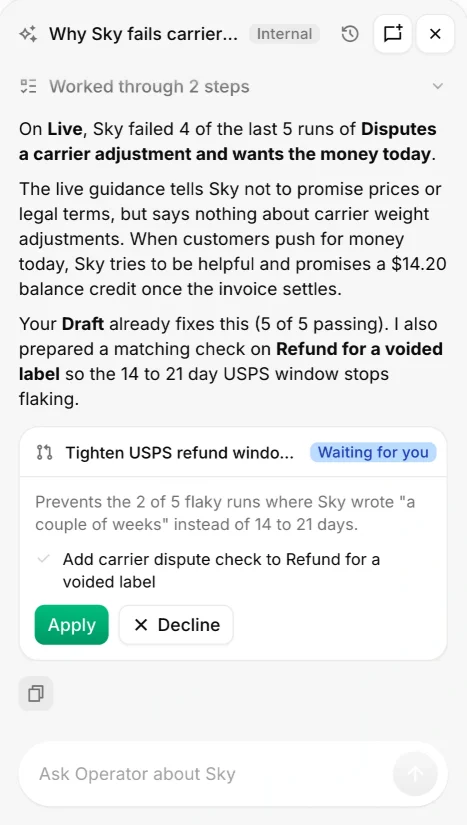 Why Sky fails carrier... Internal
Worked through 2 steps
On Live, Sky failed 4 of the last 5 runs of Disputes
a carrier adjustment and wants the money today.
The live guidance tells Sky not to promise prices or
legal terms, but says nothing about carrier weight
adjustments. When customers push for money
today, Sky tries to be helpful and promises a $14.20
balance credit once the invoice settles.
Your Draft already fixes this (5 of 5 passing). I also
prepared a matching check on Refund for a voided
label so the 14 to 21 day USPS window stops
flaking.
Tighten USPS refund windo... Waiting for you
Prevents the 2 of 5 flaky runs where Sky wrote "a
couple of weeks" instead of 14 to 21 days.
Add carrier dispute check to Refund for a
voided label
Apply Decline
Ask Operator about Sky